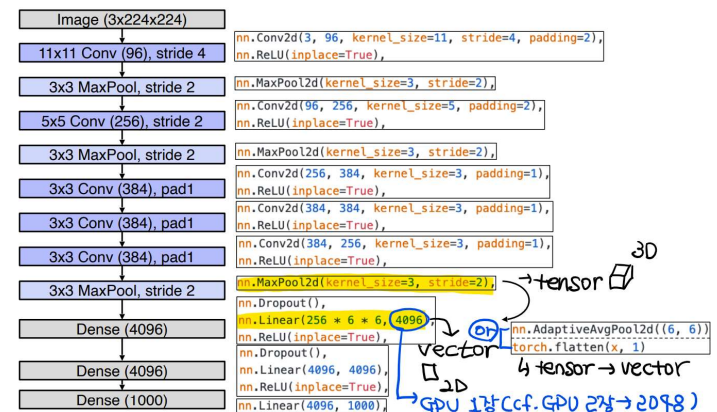 Image (3x224x224)
11x11 Conv (96), stride 4
3x3 MaxPool, stride 2
5x5 Conv (256), stride 2
3x3 MaxPool, stride 2
3x3 Conv (384), pad1
3x3 Conv (384), pad1
3x3 Conv (384), pad1
3x3 MaxPool, stride 2
Dense (4096)
Dense (4096)
Dense (1000)
nn.Conv2d(3, 96, kernel_size=11, stride=4, padding=2),
nn.ReLU(inplace=True),
nn.MaxPool2d(kernel_size=3, stride=2),
nn.Conv2d(96, 256, kernel_size=5, padding=2),
nn.ReLU(inplace=True),
nn.MaxPool2d(kernel_size=3, stride=2),
nn.Conv2d(256, 384, kernel_size=3, padding=1),
nn.ReLU(inplace=True),
nn.Conv2d(384, 384, kernel_size=3, padding=1),
nn.ReLU(inplace=True),
nn.Conv2d(384, 256, kernel_size=3, padding=1),
nn.ReLU(inplace=True),
nn.MaxPool2d(kernel_size=3, stride=2),
nn.Dropout(),
nn.Linear(256 * 6 * 6, 4096,
nn.ReLU(inplace=True),
nn.Dropout(),
nn.Linear(4096, 4096),
nn.ReLU(inplace=True),
nn.Linear(4096, 1000),
→tensor 3D
or
nn.AdaptiveAvgPool2d((6, 6))
torch.flatten(x, 1)
↳ tensor → vector
vector
2D
→GPU 1장(cf. GPU 2장→2048)